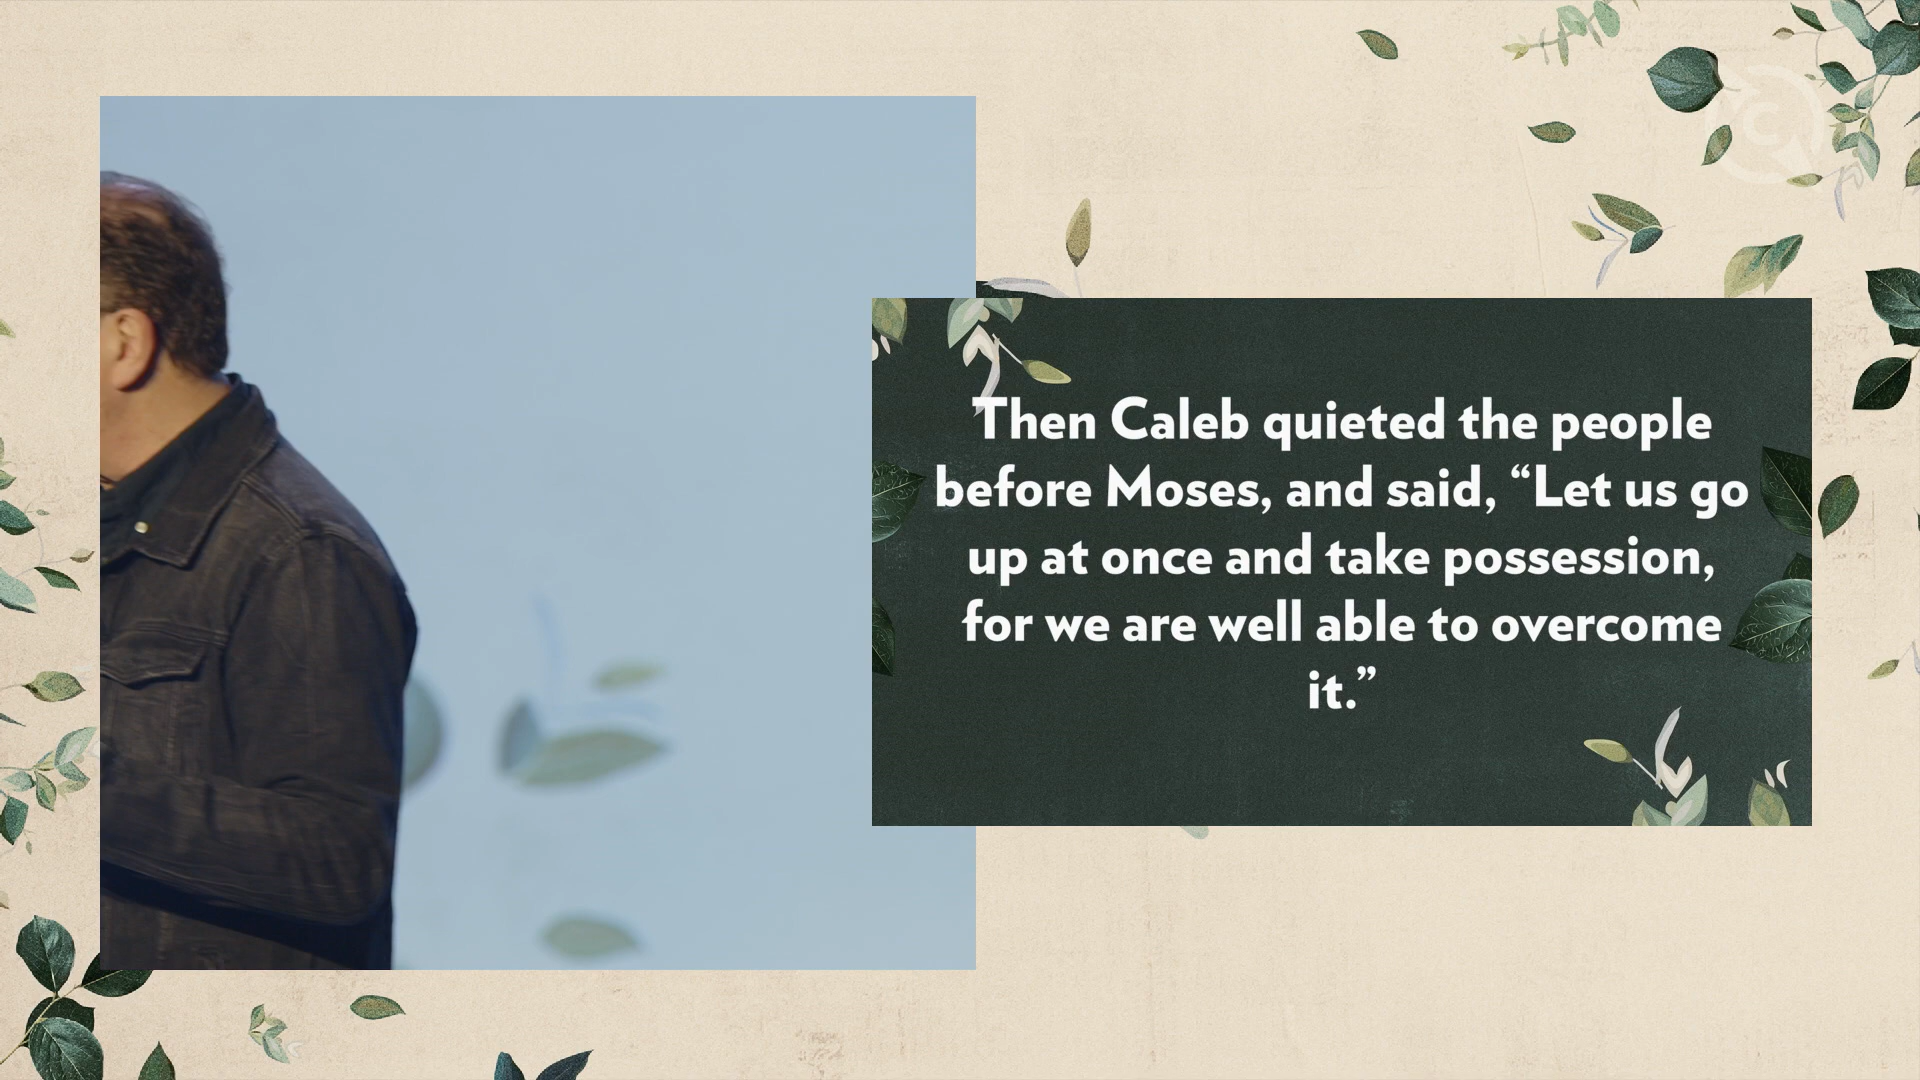 Then Caleb quieted the people
before Moses, and said, “Let us go
up at once and take possession,
for we are well able to overcome
it.”